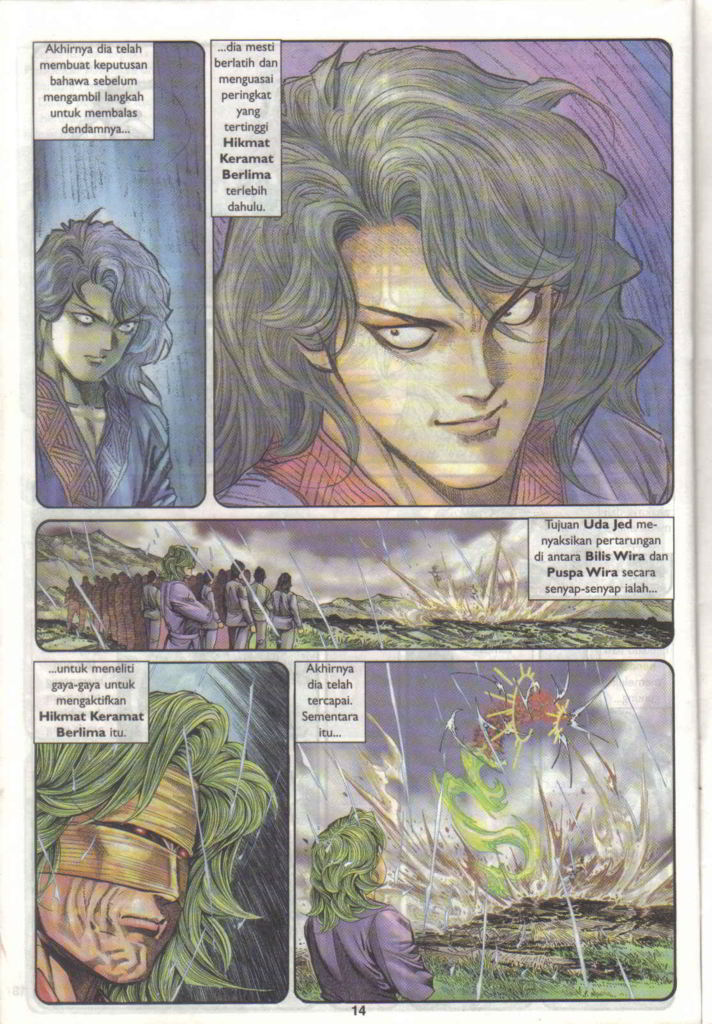 Akhirnya dia telah
membuat keputusan
bahawa sebelum
mengambil langkah
untuk membalas
dendamnya...
...dia mesti
berlatih dan
menguasai
peringkat
yang
tertinggi
Hikmat
Keramat
Berlima
terlebih
dahulu.
Tujuan Uda Jed me-
nyaksikan pertarungan
di antara Bilis Wira dan
Puspa Wira secara
senyap-senyap ialah...
...untuk meneliti
gaya-gaya untuk
mengaktifkan
Hikmat Keramat
Berlima itu.
Akhirnya
dia telah
tercapai.
Sementara
itu...
14